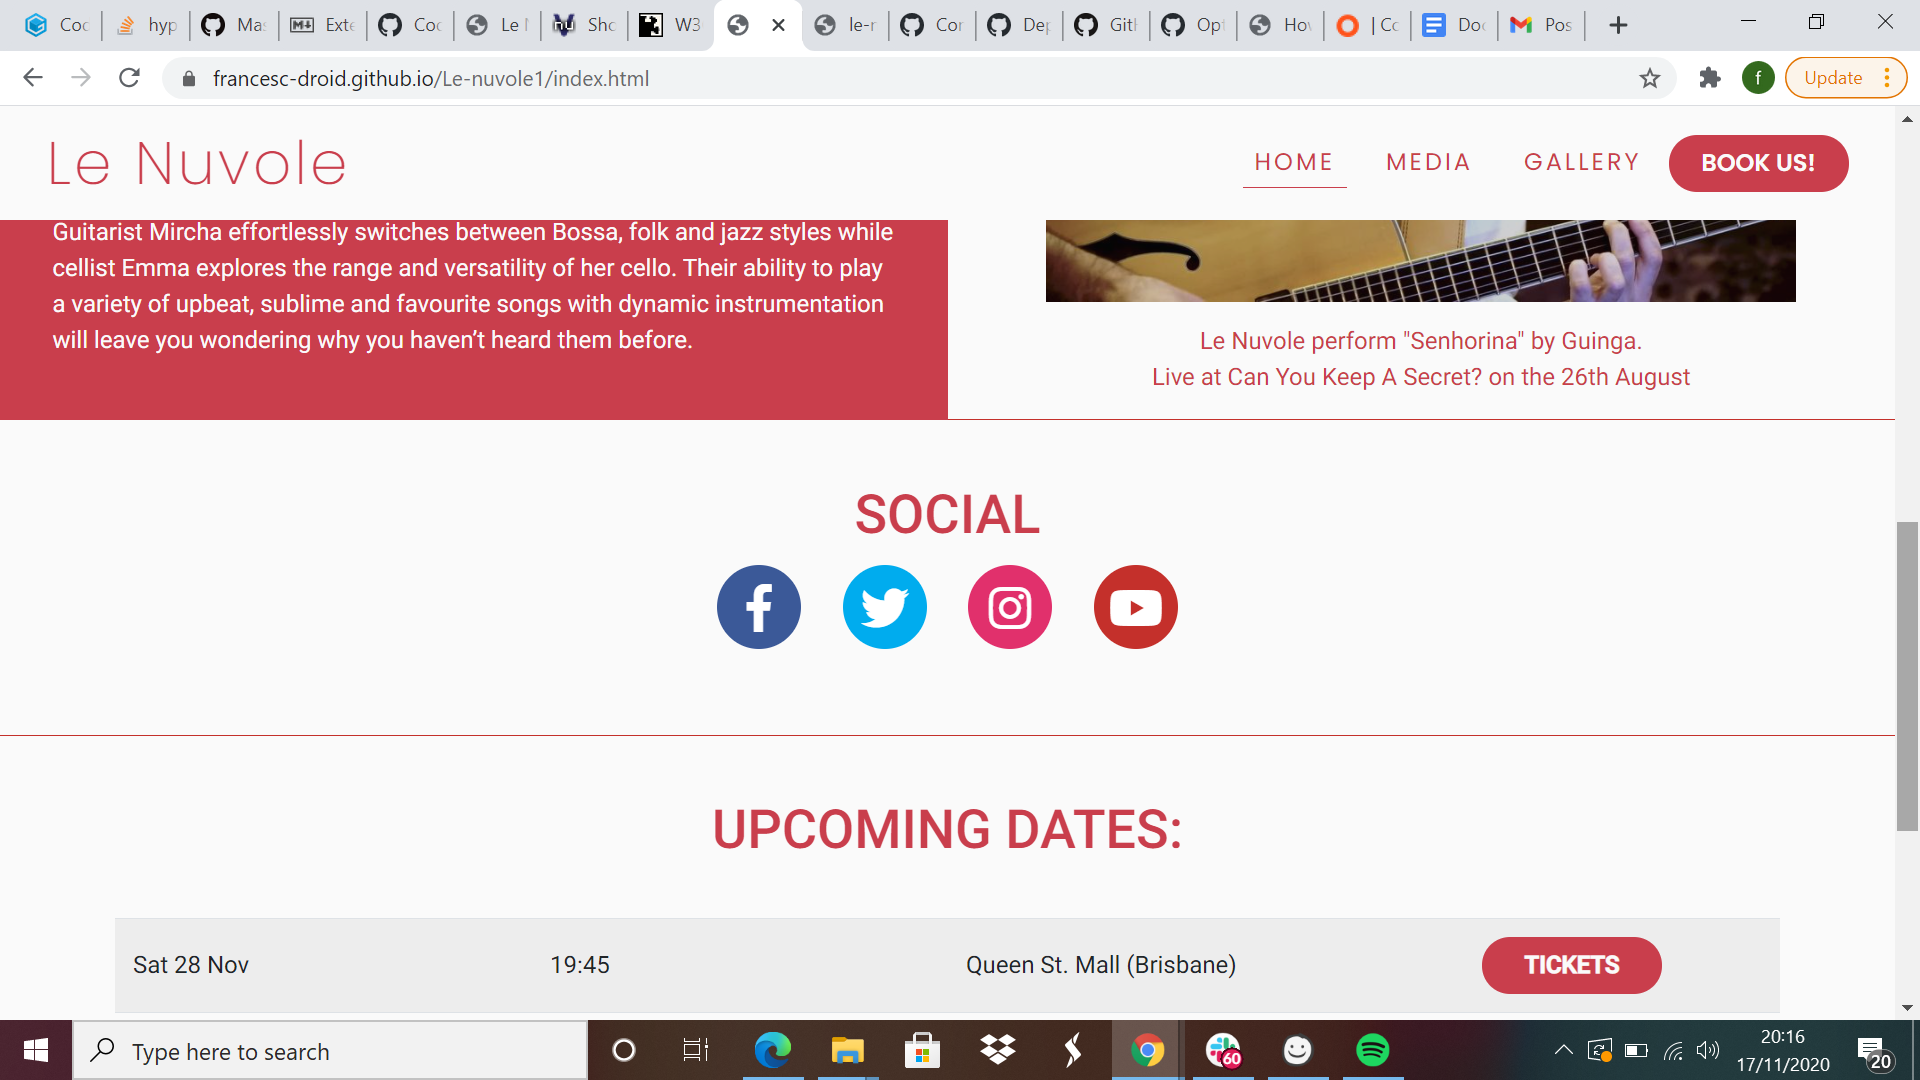 Coc
hyp
Ma
Exte
Coc
Le
Sho
W3
le-r
Cor
Dep
Git
Opt
Hov
| Cc
Doc
Pos
francesc-droid.github.io/Le-nuvole1/index.html
f
Update
Le Nuvole
HOME
MEDIA
GALLERY
BOOK US!
Guitarist Mircha effortlessly switches between Bossa, folk and jazz styles while
cellist Emma explores the range and versatility of her cello. Their ability to play
a variety of upbeat, sublime and favourite songs with dynamic instrumentation
will leave you wondering why you haven’t heard them before.
Le Nuvole perform "Senhorina" by Guinga.
Live at Can You Keep A Secret? on the 26th August
SOCIAL
UPCOMING DATES:
Sat 28 Nov
19:45
Queen St. Mall (Brisbane)
TICKETS
Type here to search
60
20:16
17/11/2020
20